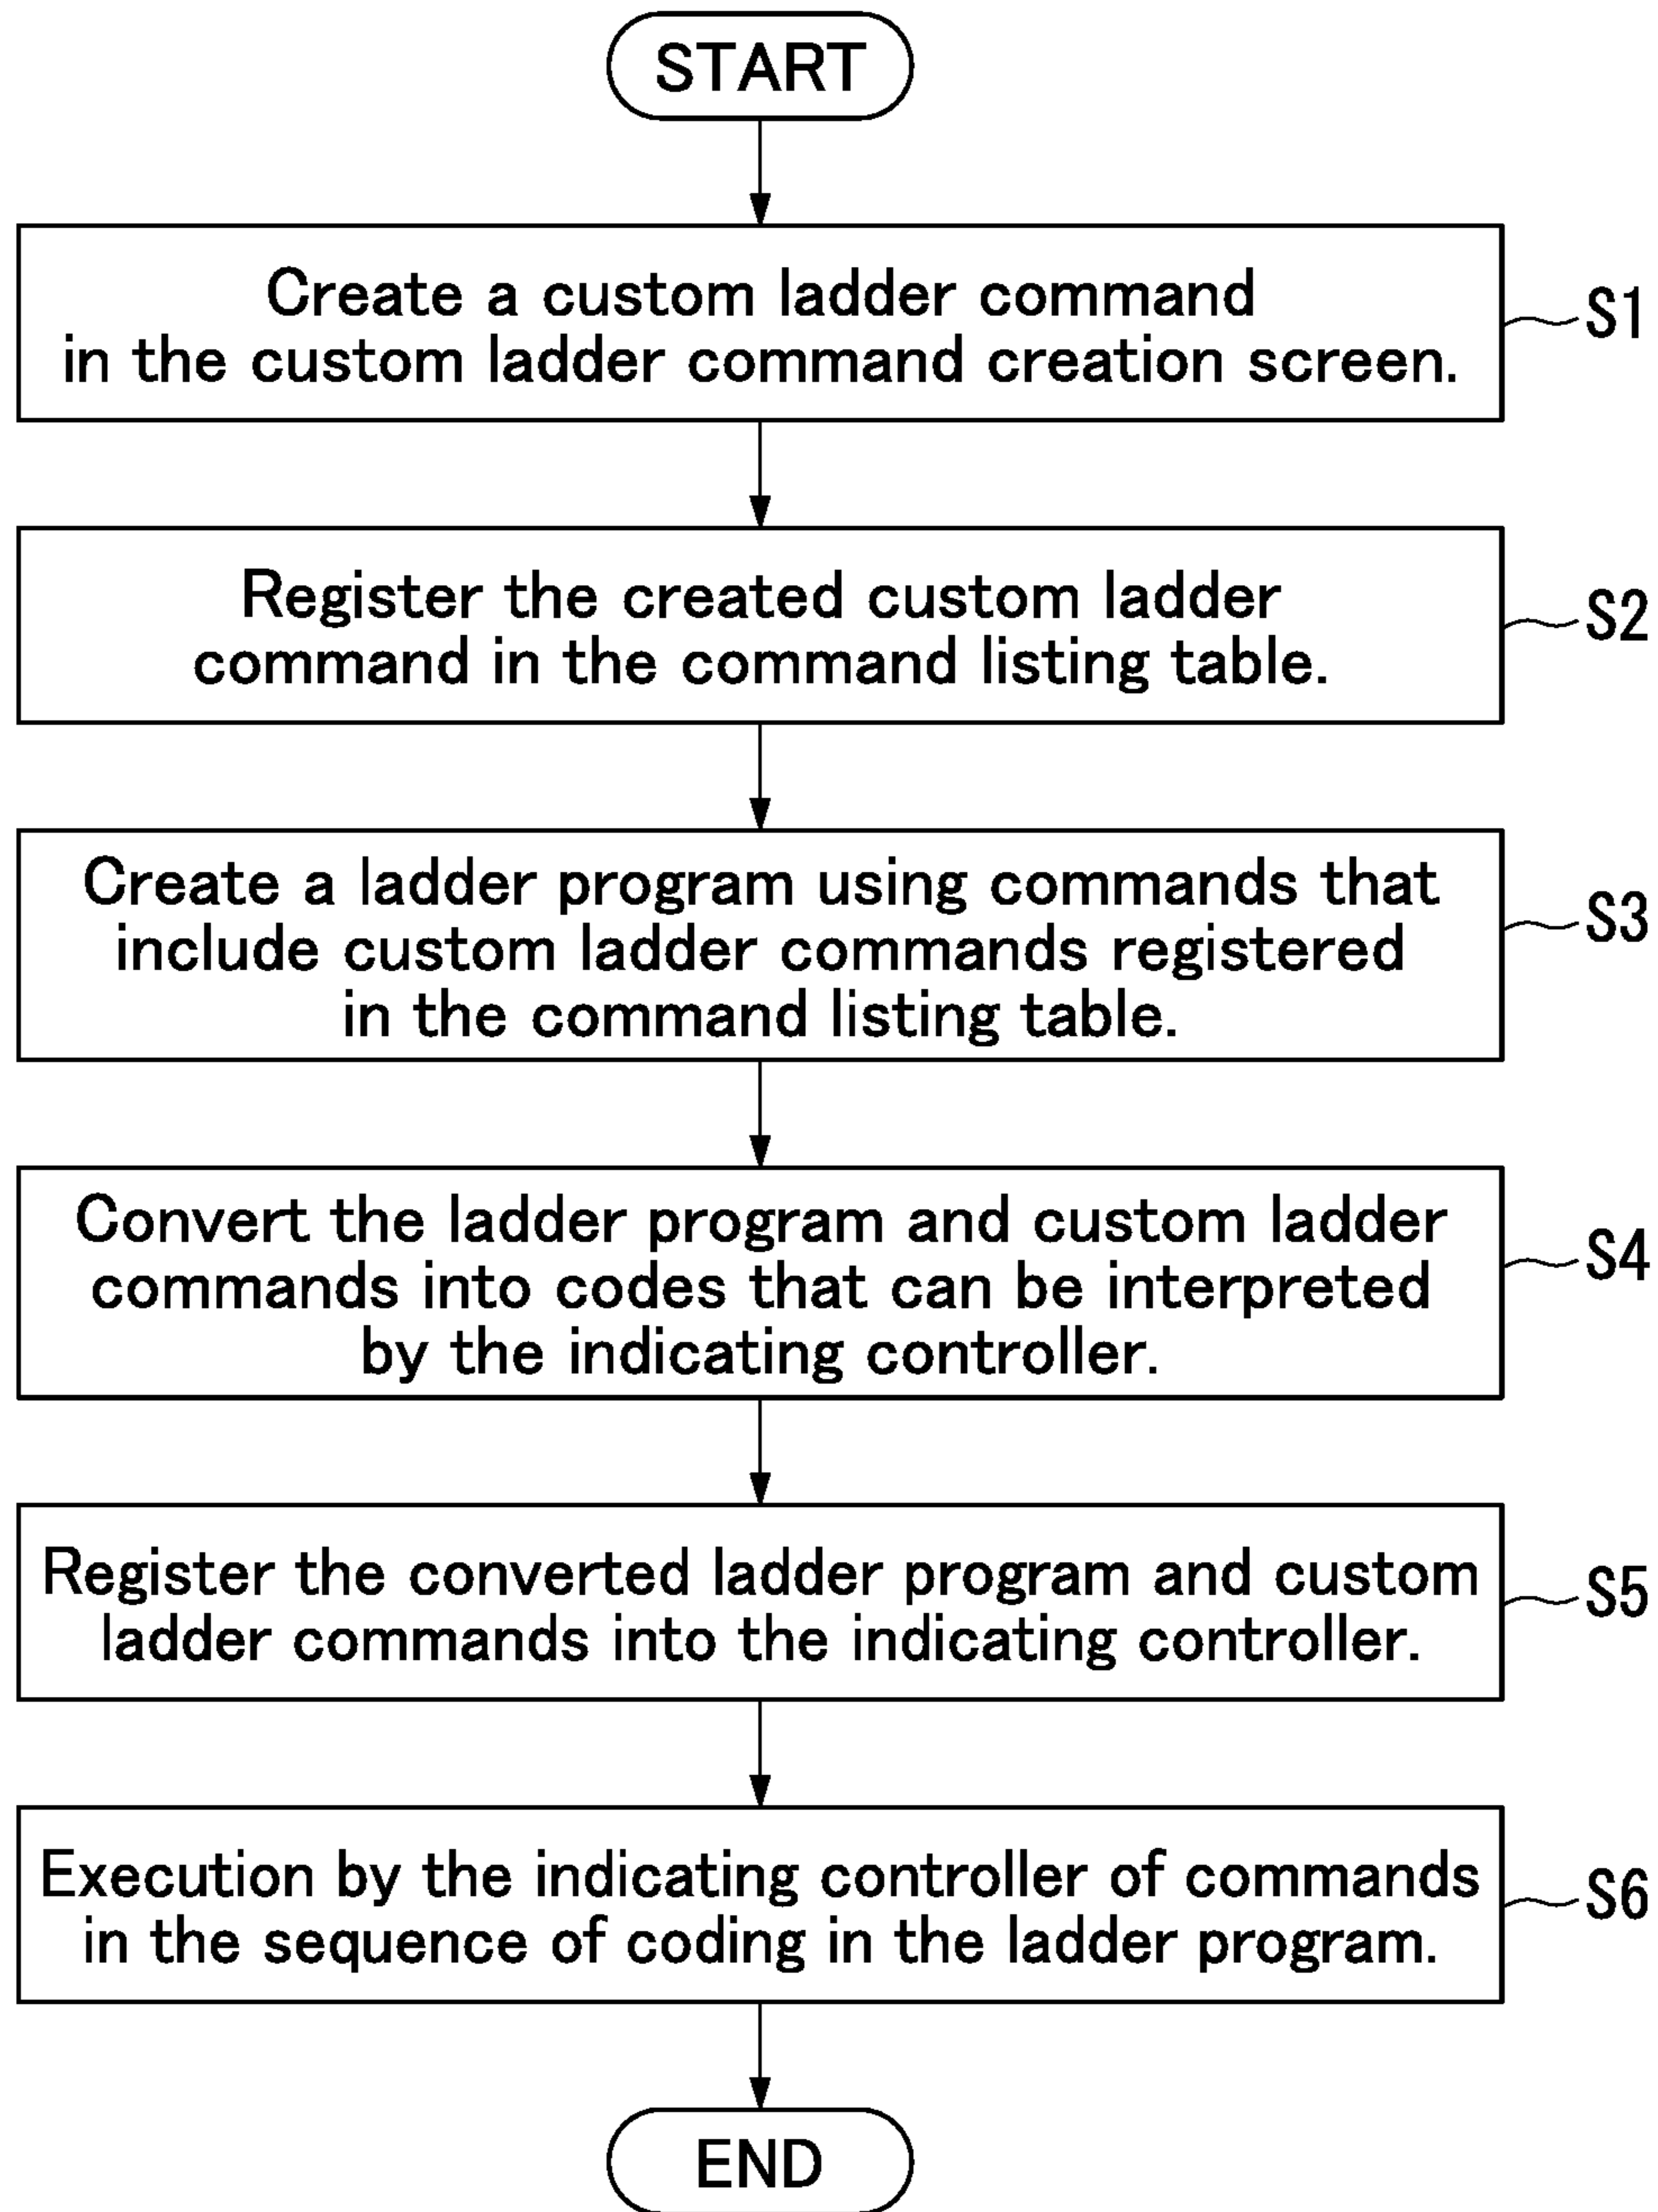 START
Create a custom ladder command
in the custom ladder command creation screen.
S1
Register the created custom ladder
command in the command listing table.
S2
Create a ladder program using commands that
include custom ladder commands registered
in the command listing table.
S3
Convert the ladder program and custom ladder
commands into codes that can be interpreted
by the indicating controller.
S4
Register the converted ladder program and custom
ladder commands into the indicating controller.
S5
Execution by the indicating controller of commands
in the sequence of coding in the ladder program.
S6
END